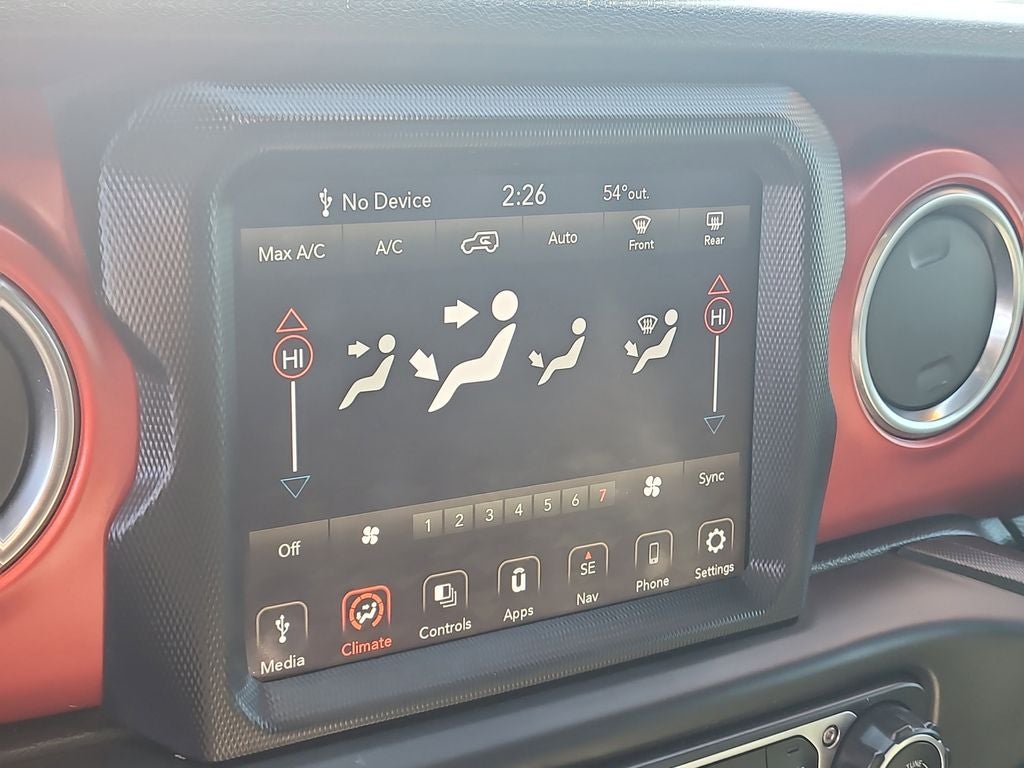 No Device 2:26 54°out.
Max A/C A/C Auto Front Rear
HI HI
Off 1 2 3 4 5 6 7 Sync
SE
Media Climate Controls Apps Nav Phone Settings
TUNE